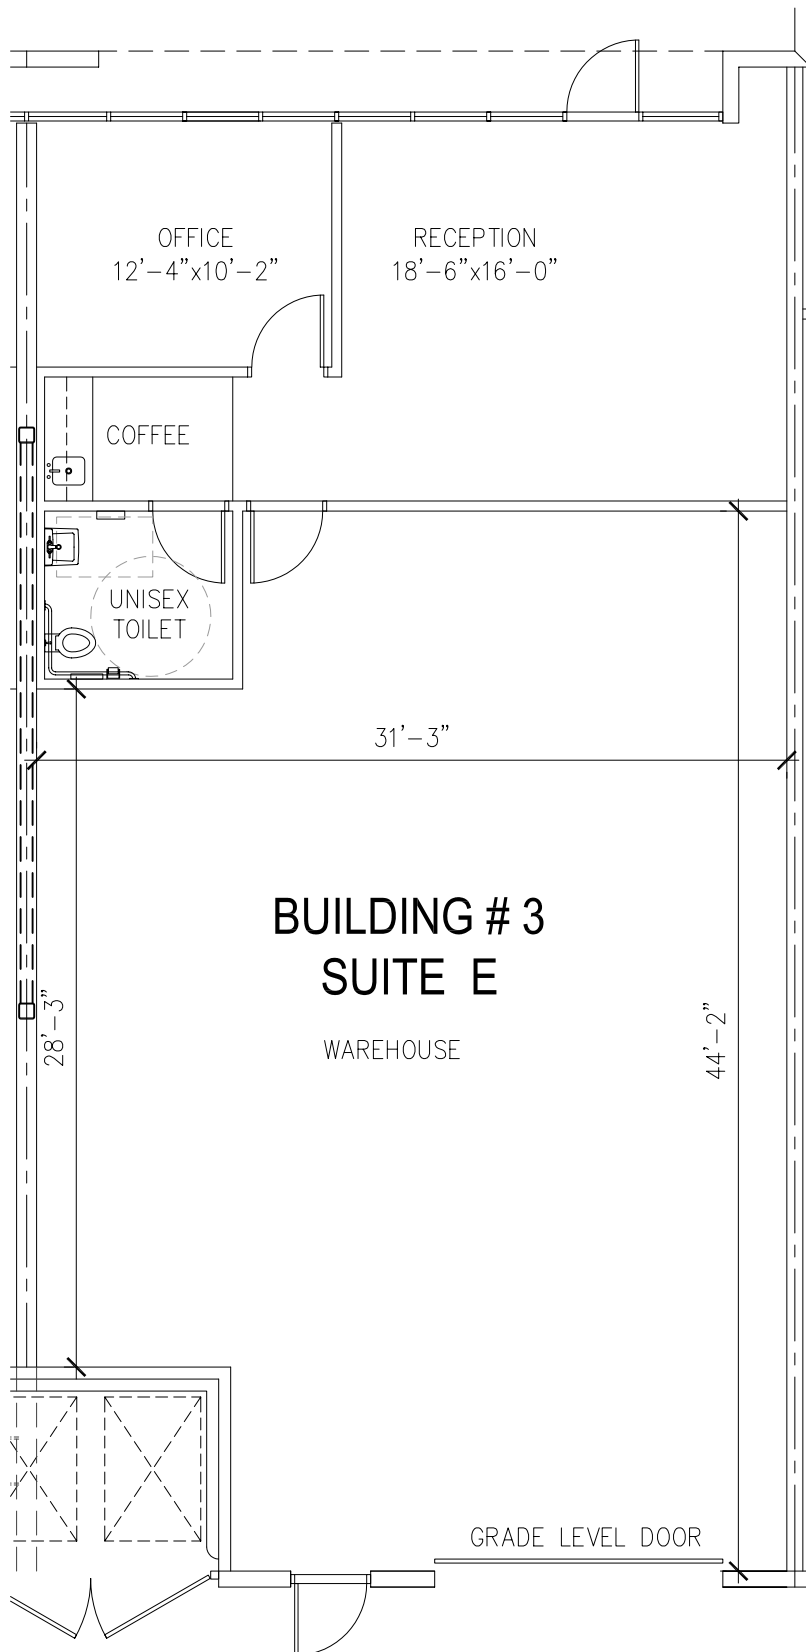 OFFICE
12'-4"x10'-2"
RECEPTION
18'-6"x16'-0"
COFFEE
UNISEX
TOILET
31'-3"
BUILDING # 3
SUITE E
WAREHOUSE
28'-3"
44'-2"
GRADE LEVEL DOOR